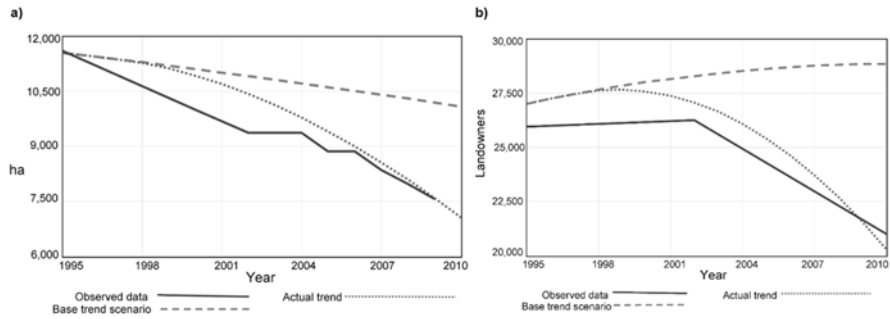 a)
12,000
10,500
9,000
ha
7,500
6,000
1995 1998 2001 2004 2007 2010
Year
Observed data Actual trend
Base trend scenario
b)
30,000
27,500
25,000
Landowners
22,500
20,000
1995 1998 2001 2004 2007 2010
Year
Observed data Actual trend
Base trend scenario